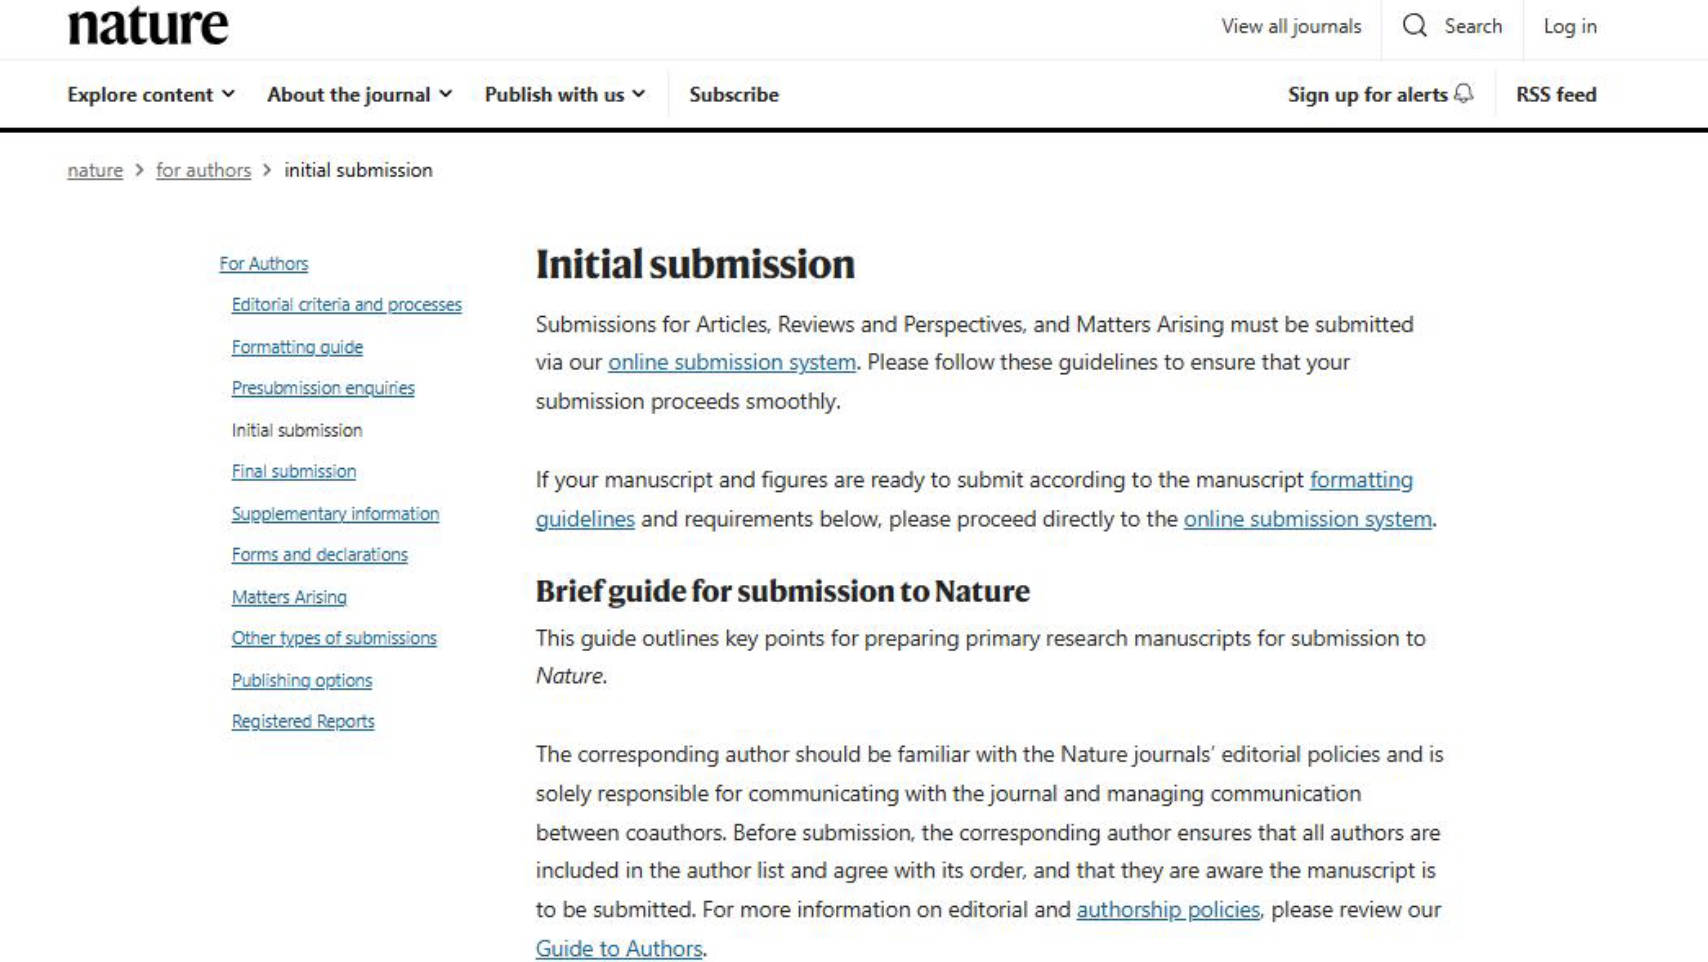 nature
View all journals
Search
Log in
Explore content
About the journal
Publish with us
Subscribe
Sign up for alerts
RSS feed
nature > for authors > initial submission
For Authors
Editorial criteria and processes
Formatting guide
Presubmission enquiries
Initial submission
Final submission
Supplementary information
Forms and declarations
Matters Arising
Other types of submissions
Publishing options
Registered Reports
Initial submission
Submissions for Articles, Reviews and Perspectives, and Matters Arising must be submitted
via our online submission system. Please follow these guidelines to ensure that your
submission proceeds smoothly.
If your manuscript and figures are ready to submit according to the manuscript formatting
guidelines and requirements below, please proceed directly to the online submission system.
Brief guide for submission to Nature
This guide outlines key points for preparing primary research manuscripts for submission to
Nature.
The corresponding author should be familiar with the Nature journals’ editorial policies and is
solely responsible for communicating with the journal and managing communication
between coauthors. Before submission, the corresponding author ensures that all authors are
included in the author list and agree with its order, and that they are aware the manuscript is
to be submitted. For more information on editorial and authorship policies, please review our
Guide to Authors.